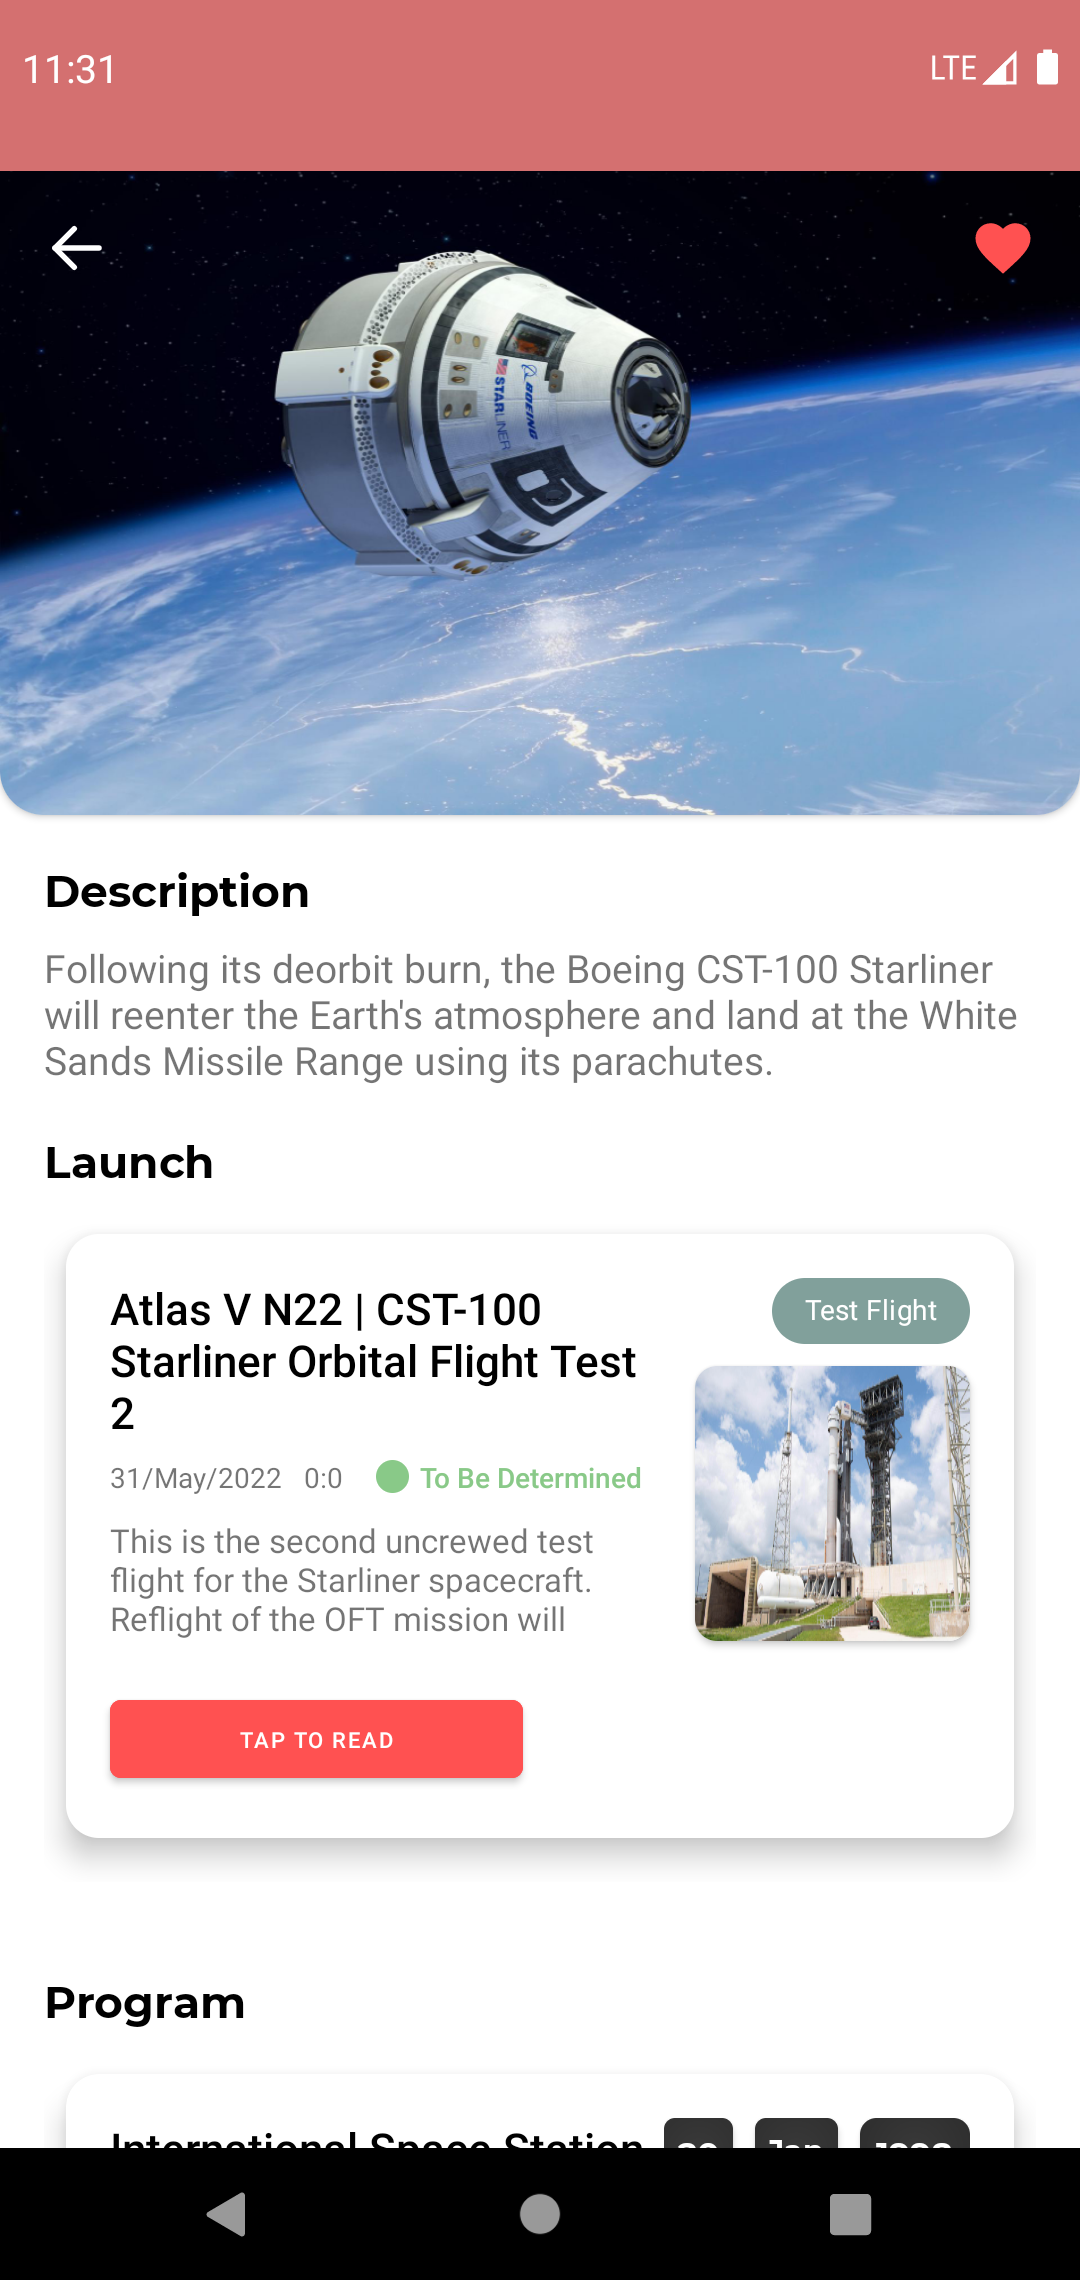 11:31
LTE
BOEING
STARLINER
Description
Following its deorbit burn, the Boeing CST-100 Starliner
will reenter the Earth's atmosphere and land at the White
Sands Missile Range using its parachutes.
Launch
Atlas V N22 | CST-100
Starliner Orbital Flight Test
2
Test Flight
31/May/2022 0:0 To Be Determined
This is the second uncrewed test
flight for the Starliner spacecraft.
Reflight of the OFT mission will
TAP TO READ
Program
International Space Station
Jan 1998